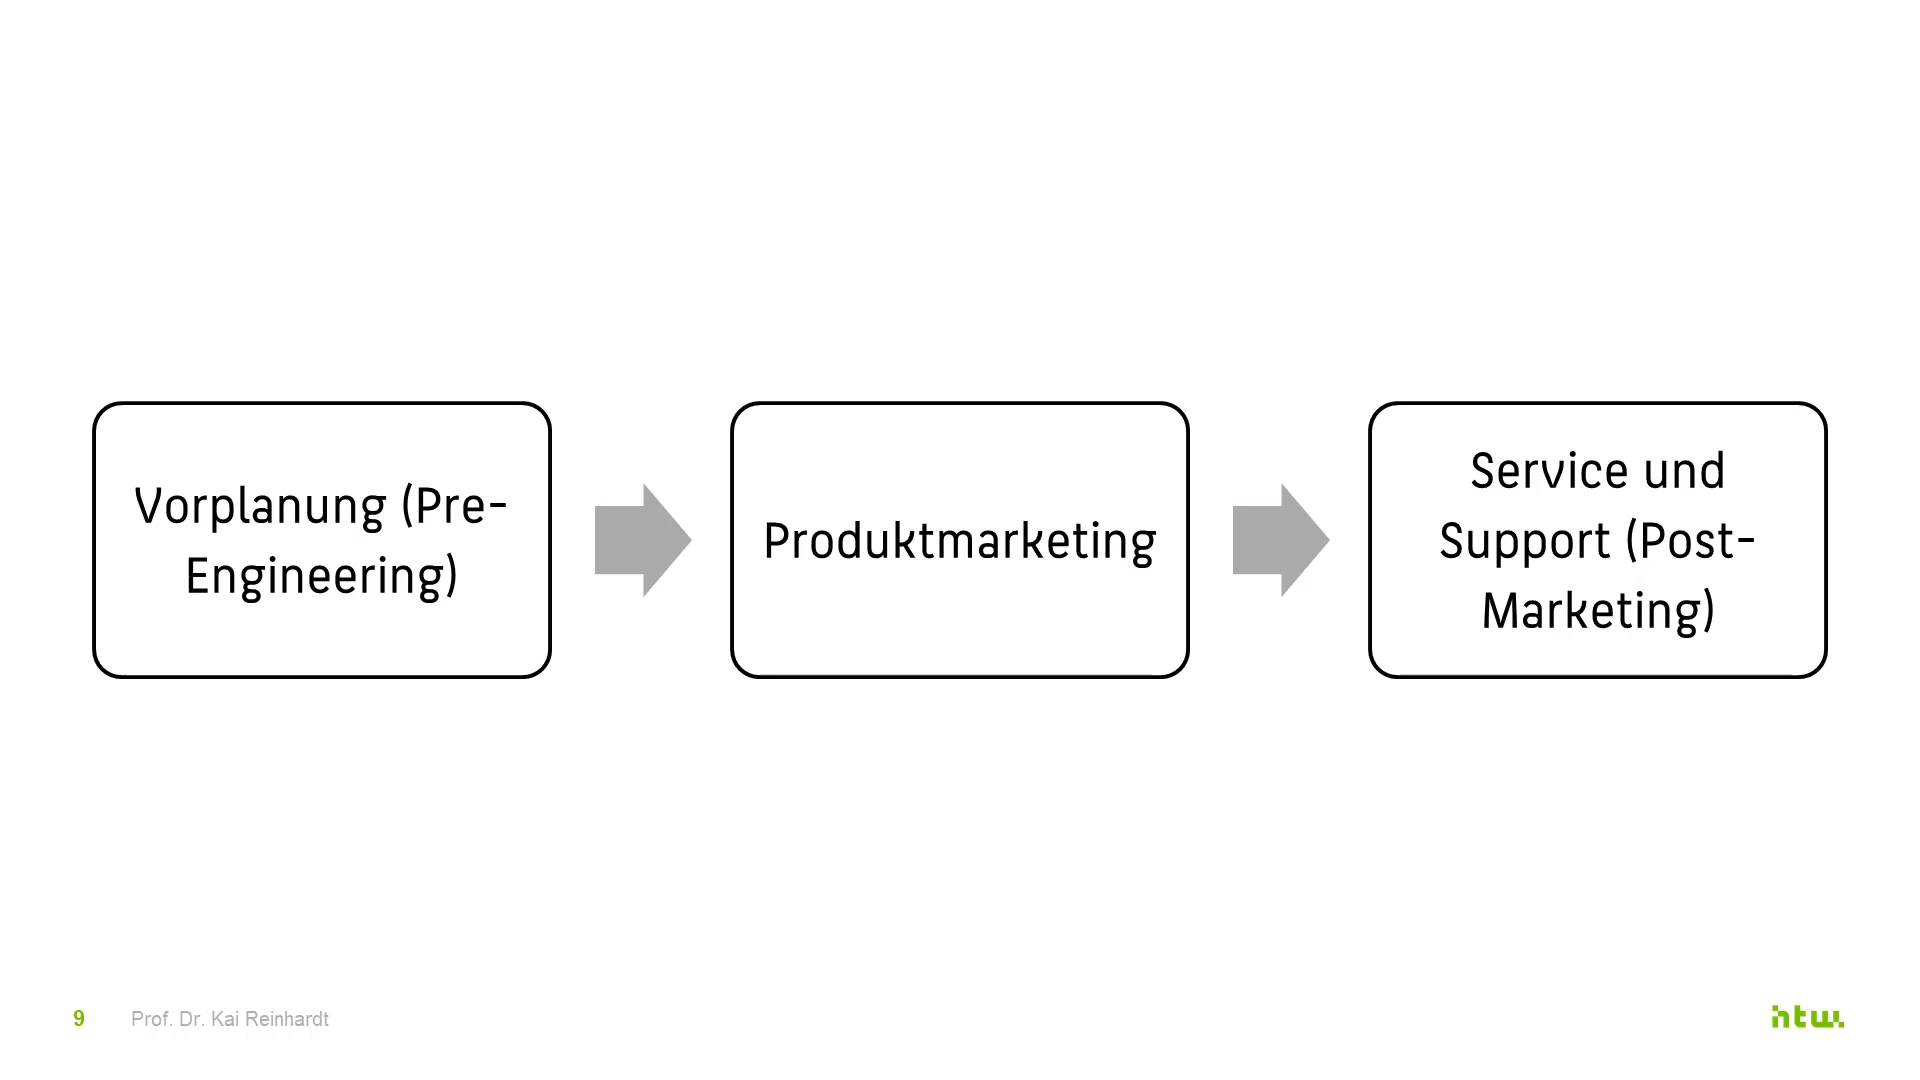 Vorplanung (Pre-
Engineering)
Produktmarketing
Service und
Support (Post-
Marketing)
9 Prof. Dr. Kai Reinhardt
htw.